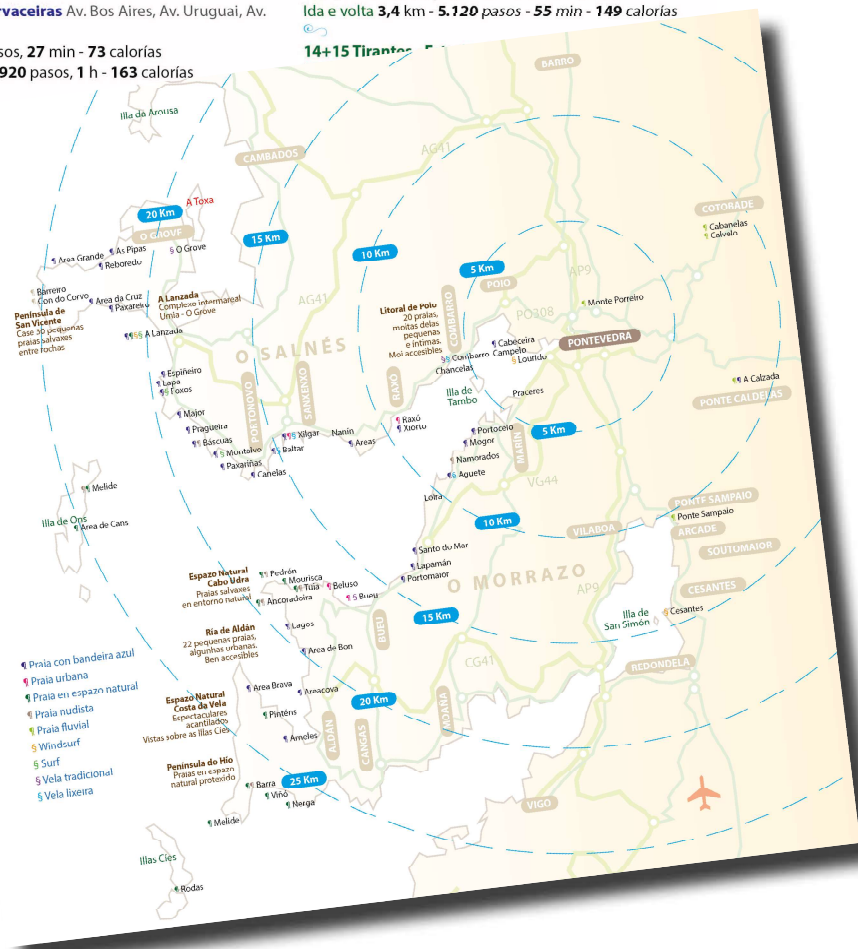 rvaceiras Av. Bos Aires, Av. Uruguai, Av.
sos, 27 min - 73 calorías
920 pasos, 1 h - 163 calorías
Ida e volta 3,4 km - 5.120 pasos - 55 min - 149 calorías
14+15 Tirantes
BARRO
Illa da Arousa
AG41
CAMBADOS
COTORADE
A Toxa
20 Km
O GROVE
15 Km
10 Km
5 Km
Cabanelas
Calvelo
As Pipas
O Grove
Area Grande
Reboredo
AP9
POIO
Barreiro
Con do Corvo
Area da Cruz
Paxareko
A Lanzada
Complexo intermareal
Umia - O Grove
AG41
Monte Porreiro
PO308
COMBARRO
Península de
San Vicente
Case 30 pequenas
praias salvaxes
entre rochas
Litoral de Poio
20 praias,
moitas delas
pequenas
e íntimas.
Moi accesibles
A Lanzada
O SALNÉS
PONTEVEDRA
Cabeceira
Campelo
Lourido
Combarro
Chancelas
Espiñeiro
Lapa
Foxos
PORTONOVO
SANXENXO
RAXÓ
Illa de
Tambo
Praceres
A Calzada
PONTE CALDELAS
Major
Pragueira
Báscuas
Montalvo
Paxariñas
Canelas
Xilgar
Baltar
Nanín
Areas
Raxó
Xiorto
Portocelo
Mogor
Namorados
Aguete
MARÍN
5 Km
Loira
VG44
Melide
Illa de Ons
Area de Cans
10 Km
VILABOA
PONTE SAMPAIO
Ponte Sampaio
ARCADE
SOUTOMAIOR
Santo do Mar
Lapamán
Portomaior
O MORRAZO
AP9
CESANTES
Cesantes
Illa de
San Simón
Espazo Natural
Cabo Udra
Praias salvaxes
en entorno natural
Pedrón
Mourisca
Tuia
Ancoradoira
Beluso
Bueu
15 Km
BUEU
Lagos
Ría de Aldán
22 pequenas praias,
algunhas urbanas.
Ben accesibles
Area de Bon
CG41
REDONDELA
Praia con bandeira azul
Praia urbana
Praia en espazo natural
Praia nudista
Praia fluvial
Windsurf
Surf
Vela tradicional
Vela lixeira
Espazo Natural
Costa da Vela
Espectaculares
acantilados
Vistas sobre as Illas Cíes
Area Brava
Areacova
Pinténs
Arneles
20 Km
ALDÁN
CANGAS
MOAÑA
Península do Hío
Praias en espazo
natural protexido
Barra
Viñó
Nerga
25 Km
VIGO
Melide
Illas Cíes
Rodas